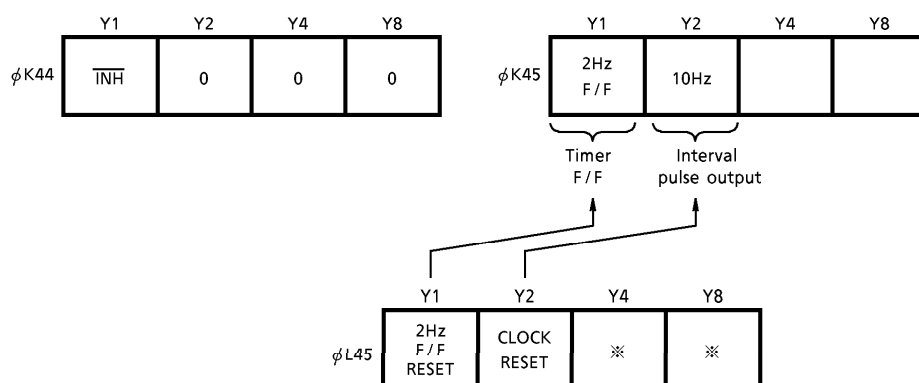 Y1 Y2 Y4 Y8
ϕK44 I̅N̅H̅ 0 0 0
Y1 Y2 Y4 Y8
ϕK45 2Hz F/F 10Hz
Timer F/F
Interval pulse output
Y1 Y2 Y4 Y8
ϕL45 2Hz F/F RESET CLOCK RESET ※ ※